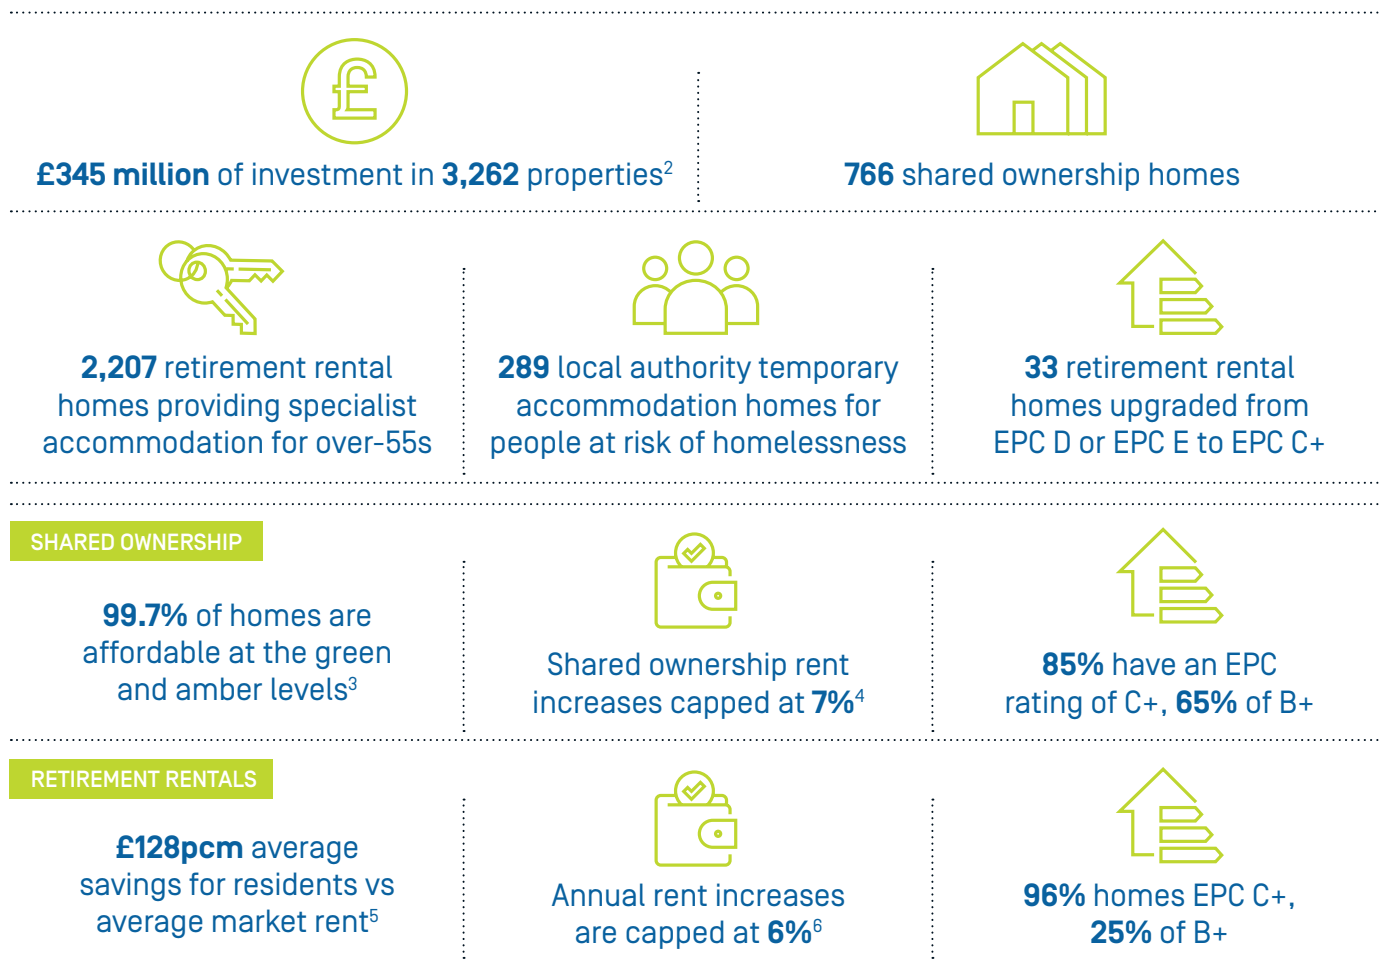 £345 million of investment in 3,262 properties2
766 shared ownership homes
2,207 retirement rental
homes providing specialist
accommodation for over-55s
289 local authority temporary
accommodation homes for
people at risk of homelessness
33 retirement rental
homes upgraded from
EPC D or EPC E to EPC C+
SHARED OWNERSHIP
99.7% of homes are
affordable at the green
and amber levels3
Shared ownership rent
increases capped at 7%4
85% have an EPC
rating of C+, 65% of B+
RETIREMENT RENTALS
£128pcm average
savings for residents vs
average market rent5
Annual rent increases
are capped at 6%6
96% homes EPC C+,
25% of B+